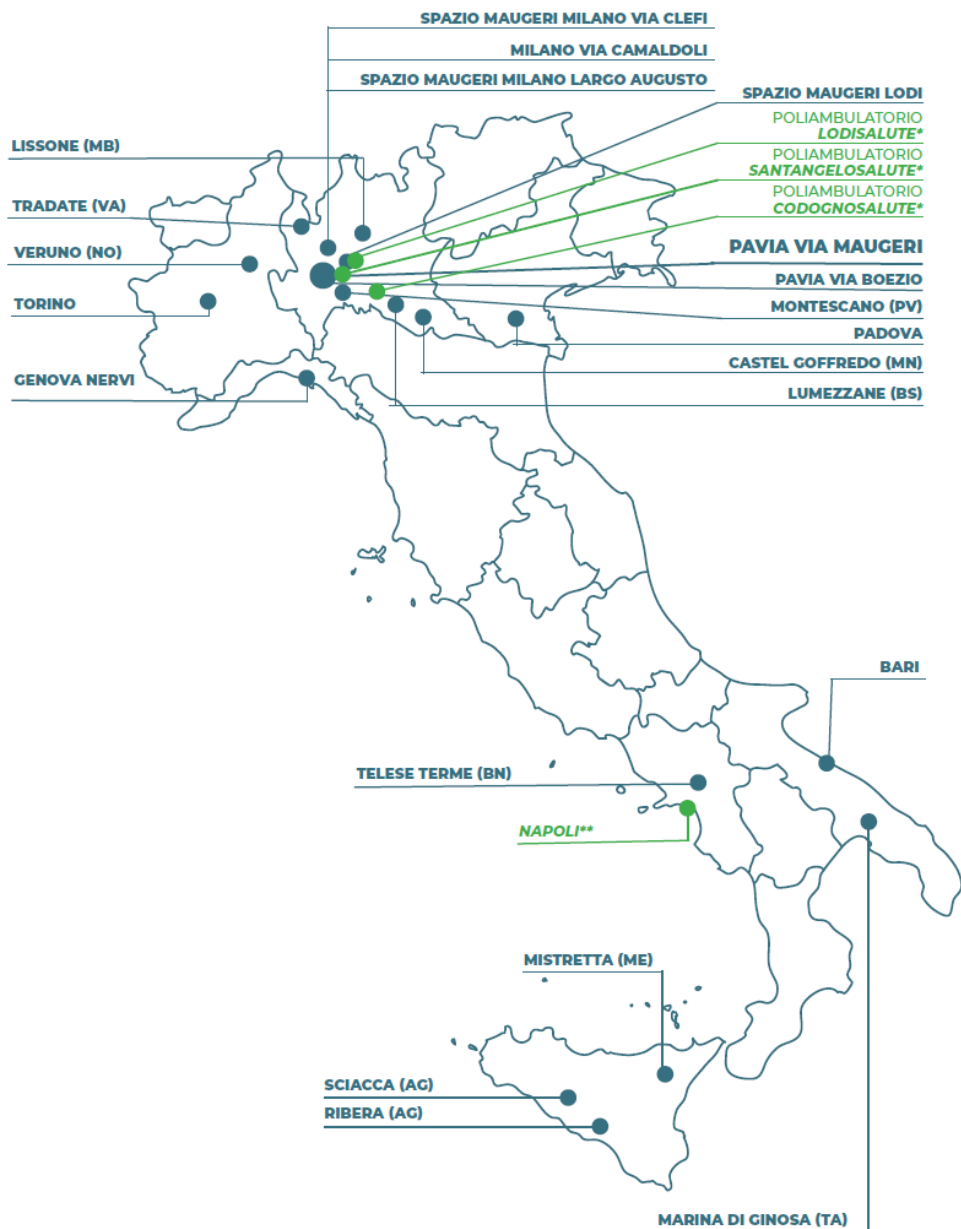 SPAZIO MAUGERI MILANO VIA CLEFI
MILANO VIA CAMALDOLI
SPAZIO MAUGERI MILANO LARGO AUGUSTO
SPAZIO MAUGERI LODI
POLIAMBULATORIO
LODISALUTE*
POLIAMBULATORIO
SANTANGELOSALUTE*
POLIAMBULATORIO
CODOGNOSALUTE*
PAVIA VIA MAUGERI
PAVIA VIA BOEZIO
MONTESCANO (PV)
PADOVA
CASTEL GOFFREDO (MN)
LUMEZZANE (BS)
LISSONE (MB)
TRADATE (VA)
VERUNO (NO)
TORINO
GENOVA NERVI
BARI
TELESE TERME (BN)
NAPOLI**
MISTRETTA (ME)
SCIACCA (AG)
RIBERA (AG)
MARINA DI GINOSA (TA)